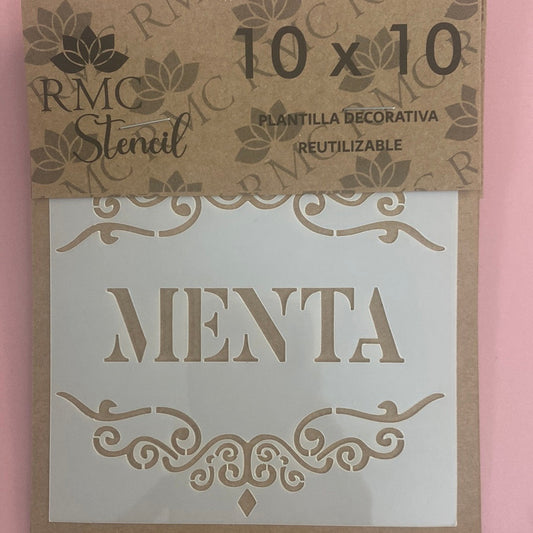 10 x 10
RMC
Stencil
PLANTILLA DECORATIVA
REUTILIZABLE
MENTA